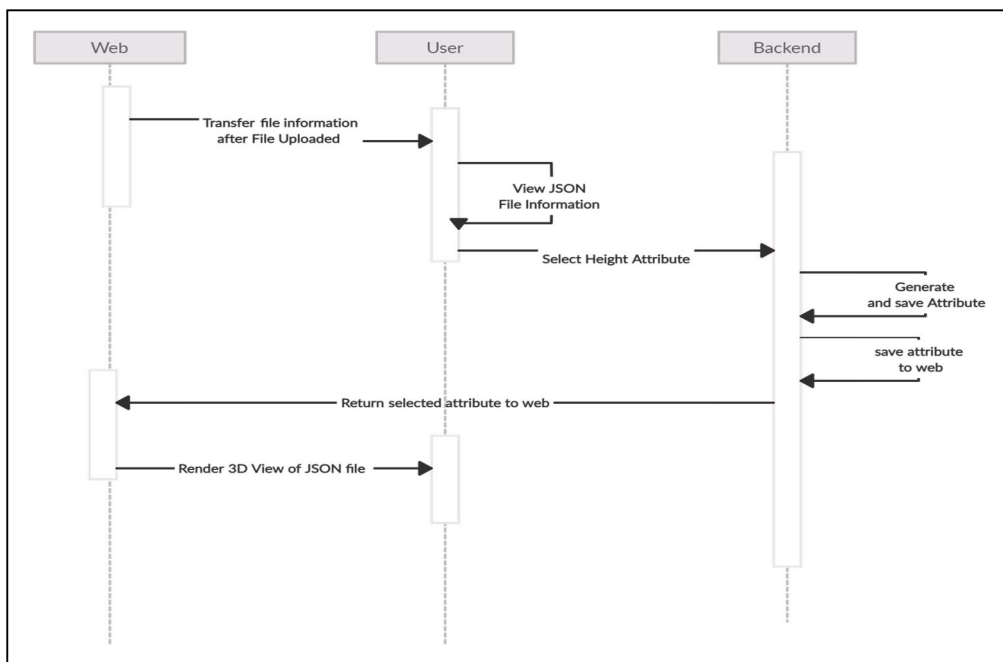 Web
User
Backend
Transfer file information
after File Uploaded
View JSON
File Information
Select Height Attribute
Generate
and save Attribute
save attribute
to web
Return selected attribute to web
Render 3D View of JSON file